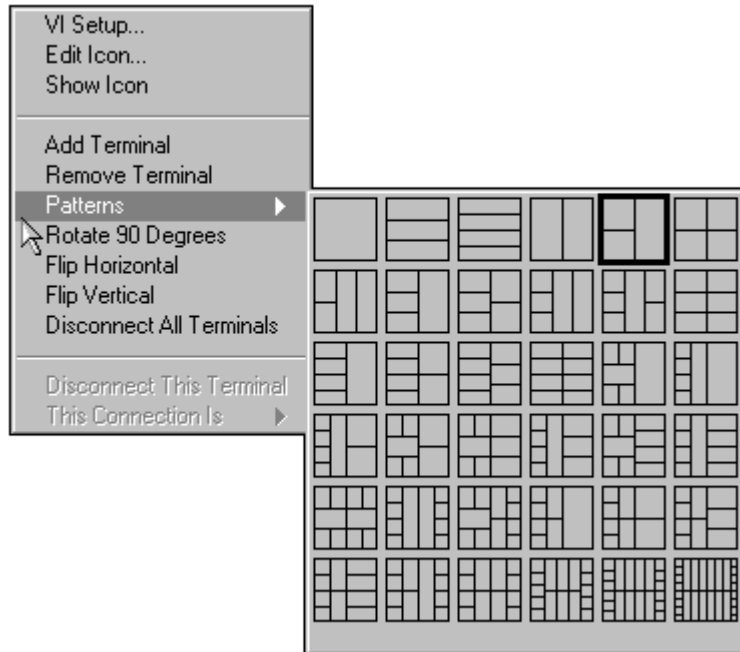 VI Setup...
Edit Icon...
Show Icon
Add Terminal
Remove Terminal
Patterns
Rotate 90 Degrees
Flip Horizontal
Flip Vertical
Disconnect All Terminals
Disconnect This Terminal
This Connection Is